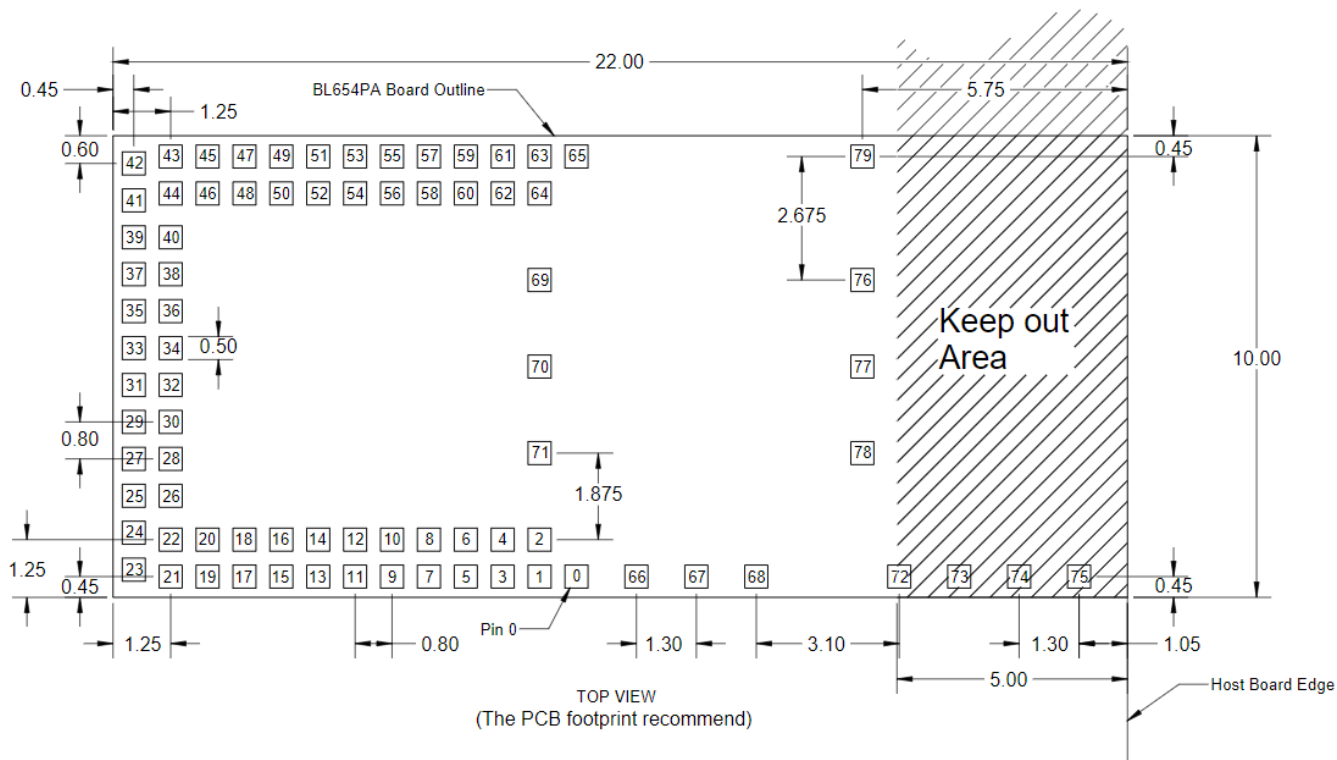 22.00
0.45
BL654PA Board Outline
5.75
1.25
0.60
0.45
42 43 45 47 49 51 53 55 57 59 61 63 65 79
41 44 46 48 50 52 54 56 58 60 62 64
2.675
39 40
37 38 69 76
35 36
Keep out
Area
33 34 0.50
10.00
31 32 70 77
29 30
0.80
27 28 71 78
25 26
1.875
24 22 20 18 16 14 12 10 8 6 4 2
1.25
23 21 19 17 15 13 11 9 7 5 3 1 0 66 67 68 72 73 74 75
0.45
0.45
Pin 0
1.25 0.80 1.30 3.10 1.30 1.05
5.00
Host Board Edge
TOP VIEW
(The PCB footprint recommend)